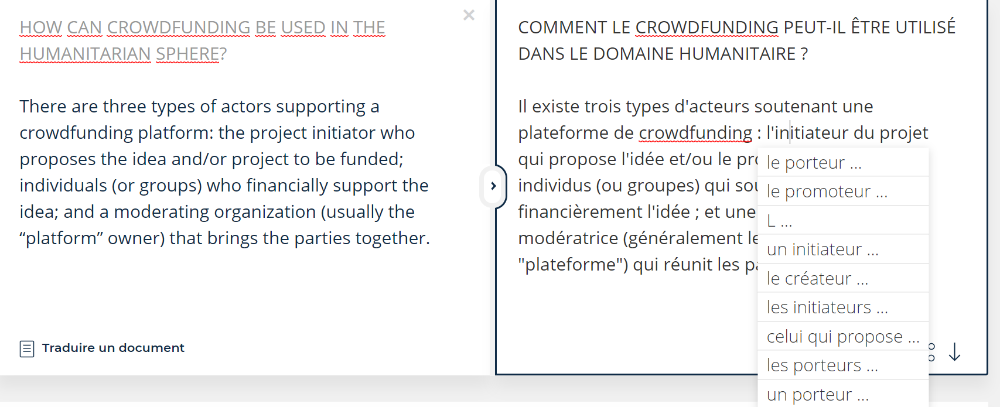 HOW CAN CROWDFUNDING BE USED IN THE
HUMANITARIAN SPHERE?
There are three types of actors supporting a
crowdfunding platform: the project initiator who
proposes the idea and/or project to be funded;
individuals (or groups) who financially support the
idea; and a moderating organization (usually the
“platform” owner) that brings the parties together.
Traduire un document
COMMENT LE CROWDFUNDING PEUT-IL ÊTRE UTILISÉ
DANS LE DOMAINE HUMANITAIRE ?
Il existe trois types d'acteurs soutenant une
plateforme de crowdfunding : l'initiateur du projet
qui propose l'idée et/ou le
individus (ou groupes) qui
financièrement l'idée ; et une
modératrice (généralement
"plateforme") qui réunit les
le porteur ...
le promoteur ...
L ...
un initiateur ...
le créateur ...
les initiateurs ...
celui qui propose ...
les porteurs ...
un porteur ...